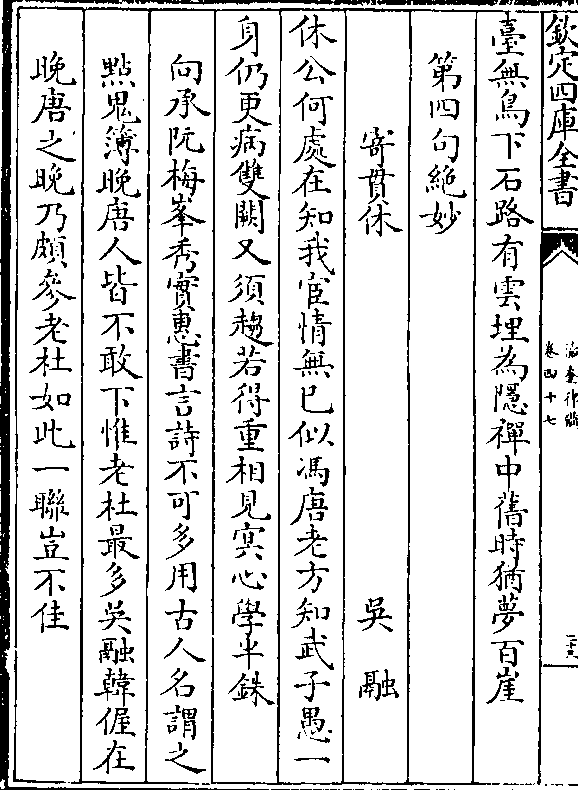 欽定四庫全書
瀛奎律髓
卷四十七
臺無鳥下石路有雲埋為隱禪中舊時猶夢百崖
第四句絶妙
寄貫休 吳融
休公何處在知我宦情無已似馮唐老方知武子愚一
身仍更病雙闕又須趨若得重相見㝠心學半銖
向承阮梅峯秀實惠書言詩不可多用古人名謂之
㸃鬼簿晚唐人皆不敢下惟老杜最多吳融韓偓在
晚唐之晚乃頗參老杜如此一聯豈不佳